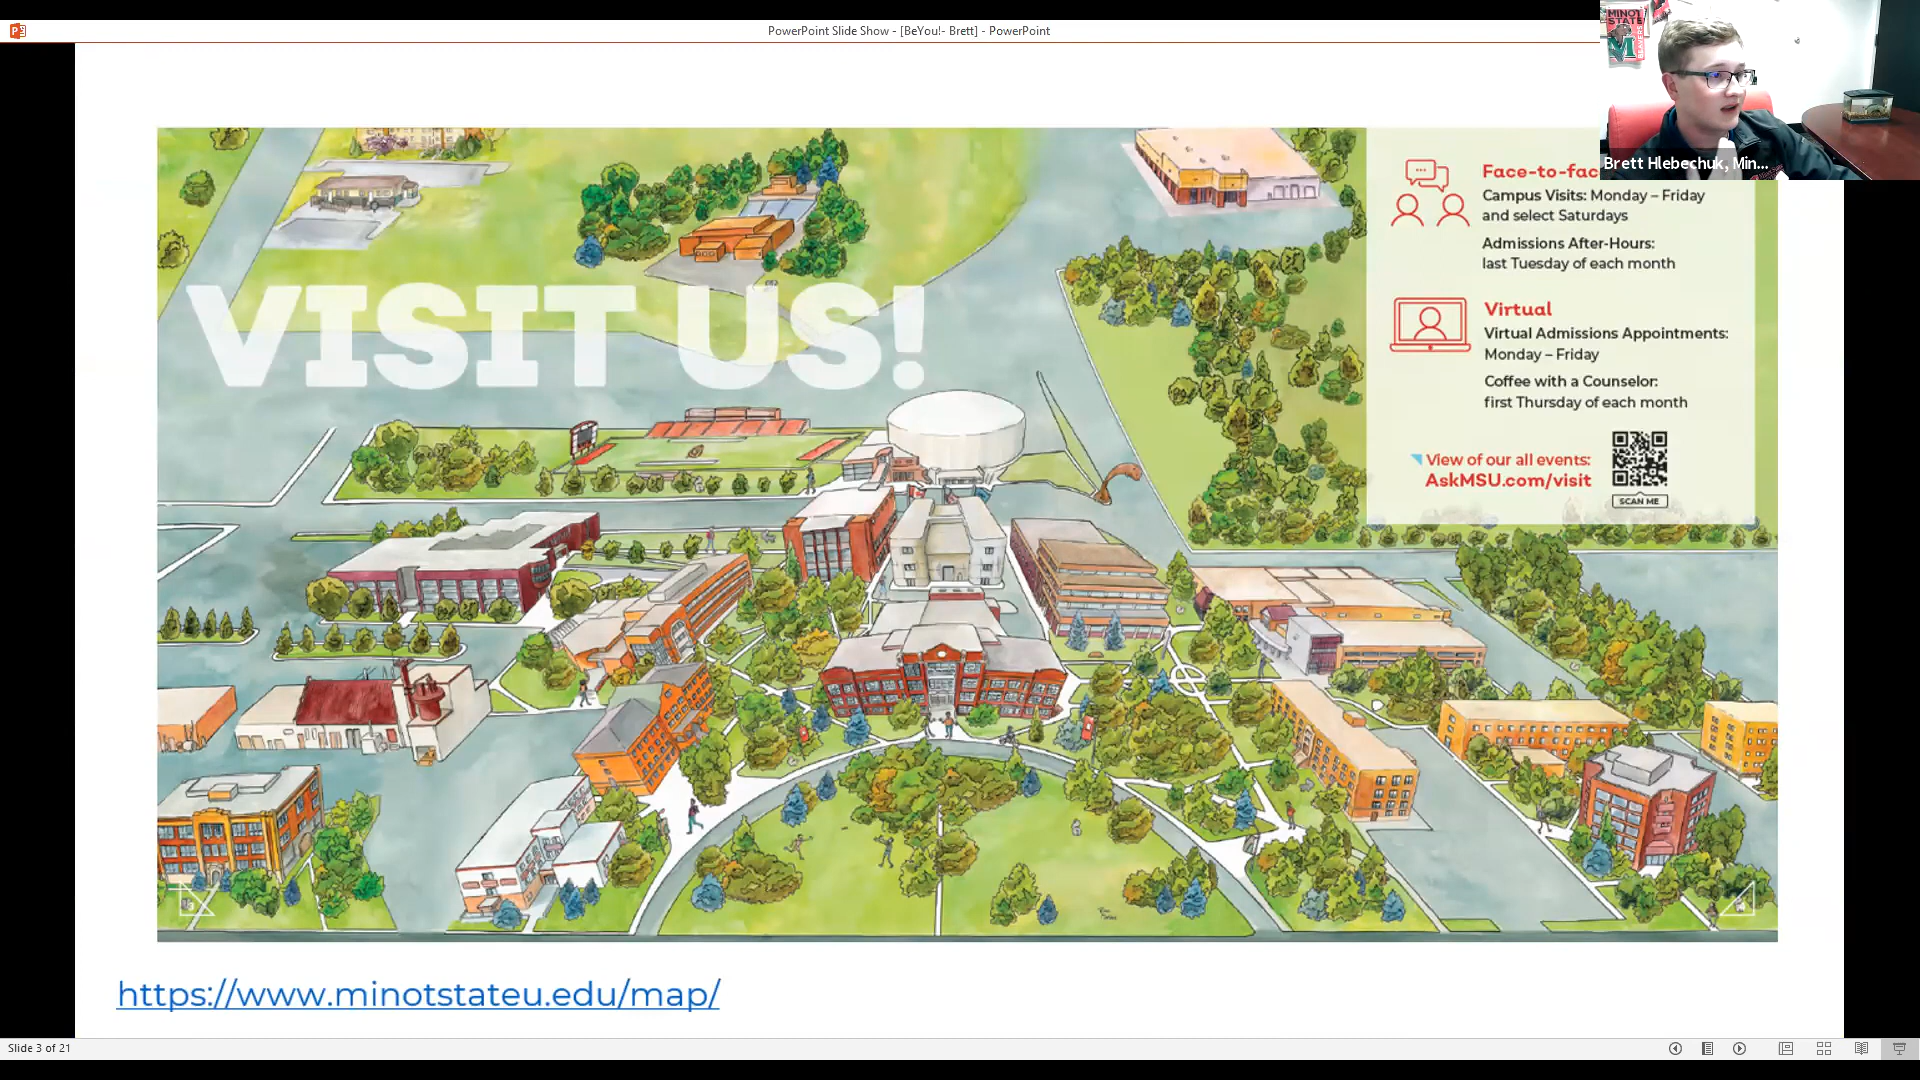 PowerPoint Slide Show - [BeYou!- Brett] - PowerPoint
MINOT
STATE
M
BEAVERS
Brett Hlebechuk, Min...
VISIT US!
Face-to-fac
Campus Visits: Monday – Friday
and select Saturdays
Admissions After-Hours:
last Tuesday of each month
Virtual
Virtual Admissions Appointments:
Monday – Friday
Coffee with a Counselor:
first Thursday of each month
View of our all events:
AskMSU.com/visit
SCAN ME
https://www.minotstateu.edu/map/
Slide 3 of 21